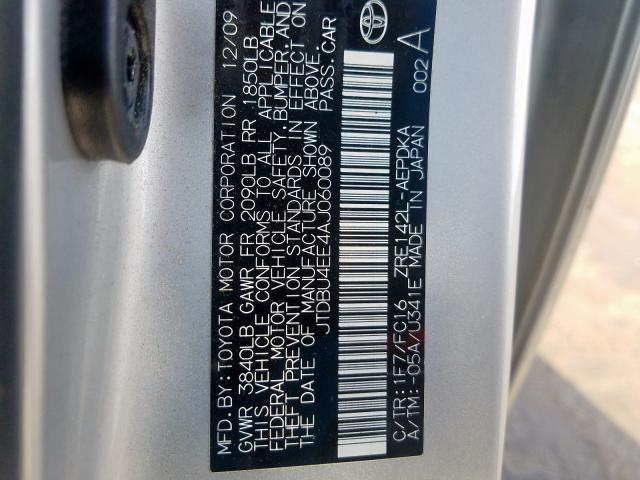 MFD.BY:TOYOTA MOTOR CORPORATION 12/09
GVWR 3840LB GAWR FR 2090LB RR 1850LB
THIS VEHICLE CONFORMS TO ALL APPLICABLE
FEDERAL MOTOR VEHICLE SAFETY,BUMPER,AND
THEFT PREVENTION STANDARDS IN EFFECT ON
THE DATE OF MANUFACTURE SHOWN ABOVE.
JTDBU4EE4AJ060089 PASS.CAR
C/TR:1F7/FC16 ZRE142L-AEPDKA
A/TM:-05A/U341E MADE IN JAPAN
002 A